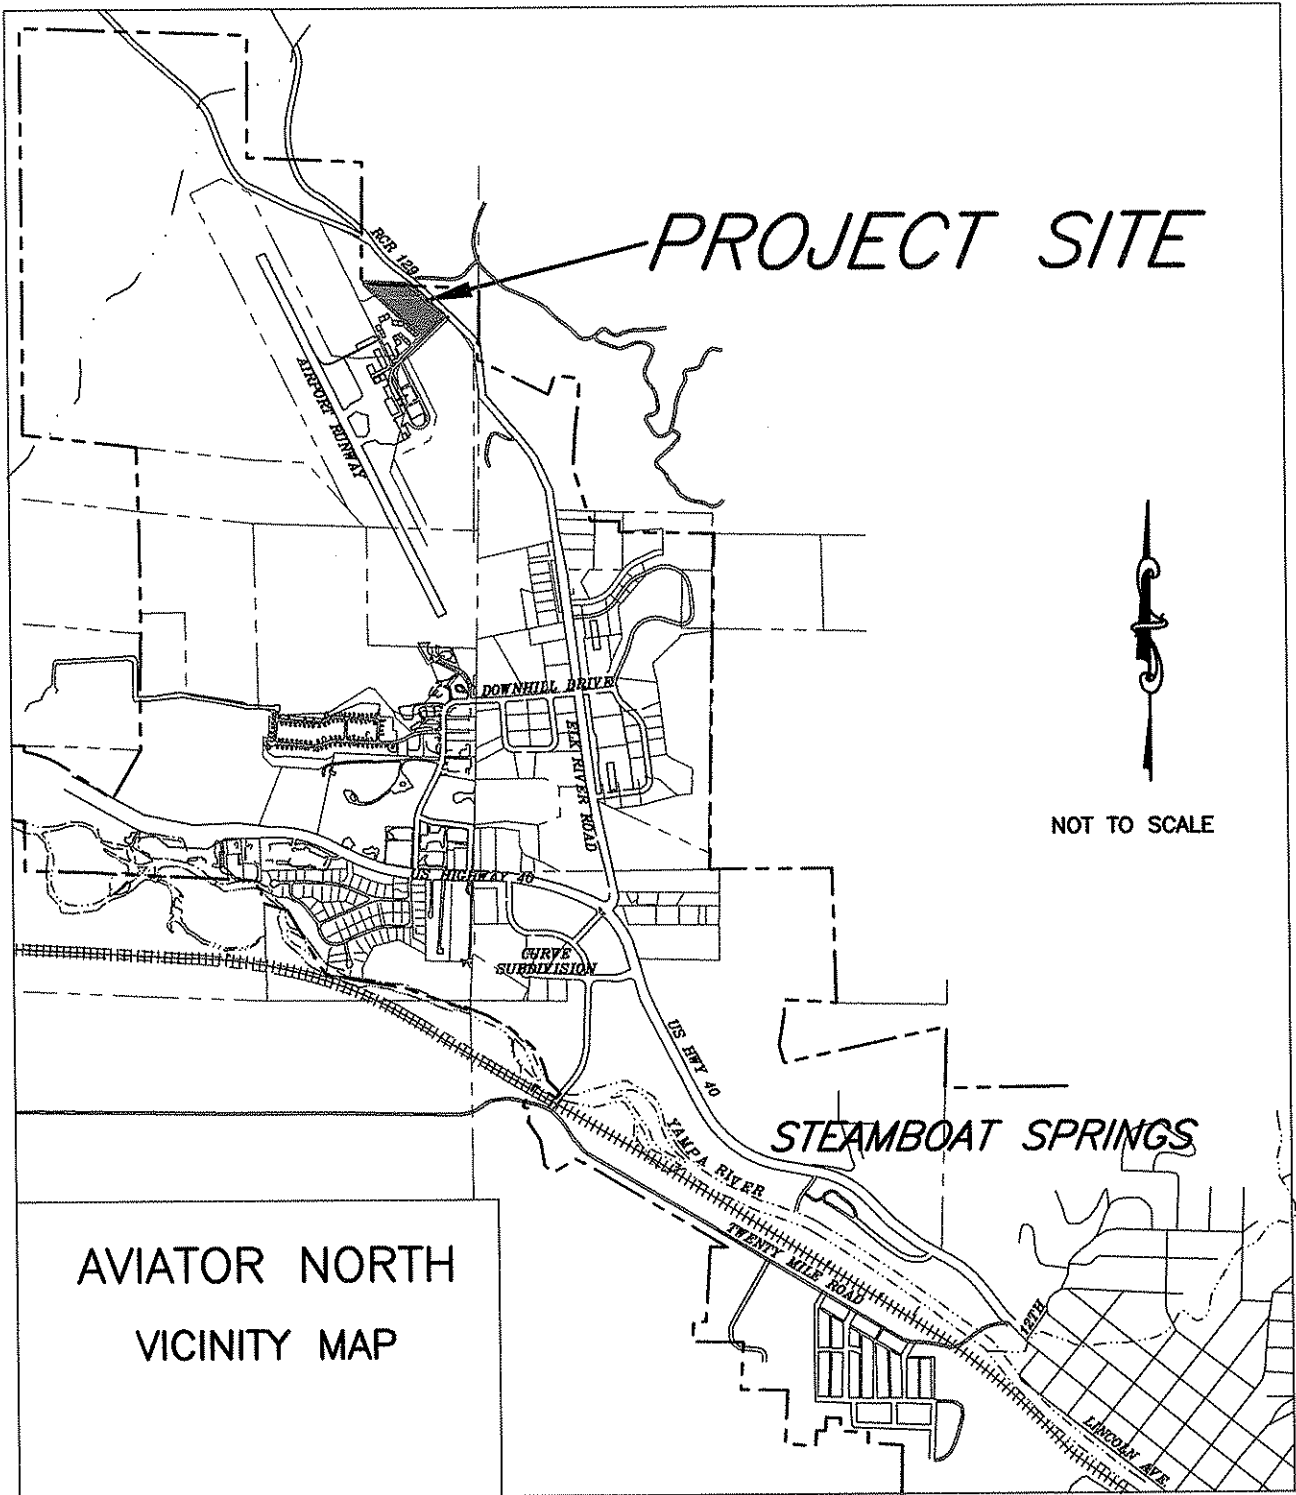 PROJECT SITE
RCR 129
AIRPORT RUNWAY
DOWNHILL DRIVE
ELK RIVER ROAD
NOT TO SCALE
US HIGHWAY 40
CURVE
SUBDIVISION
US HWY 40
STEAMBOAT SPRINGS
YAMPA RIVER
TWENTY MILE ROAD
12TH
LINCOLN AVE.
AVIATOR NORTH
VICINITY MAP